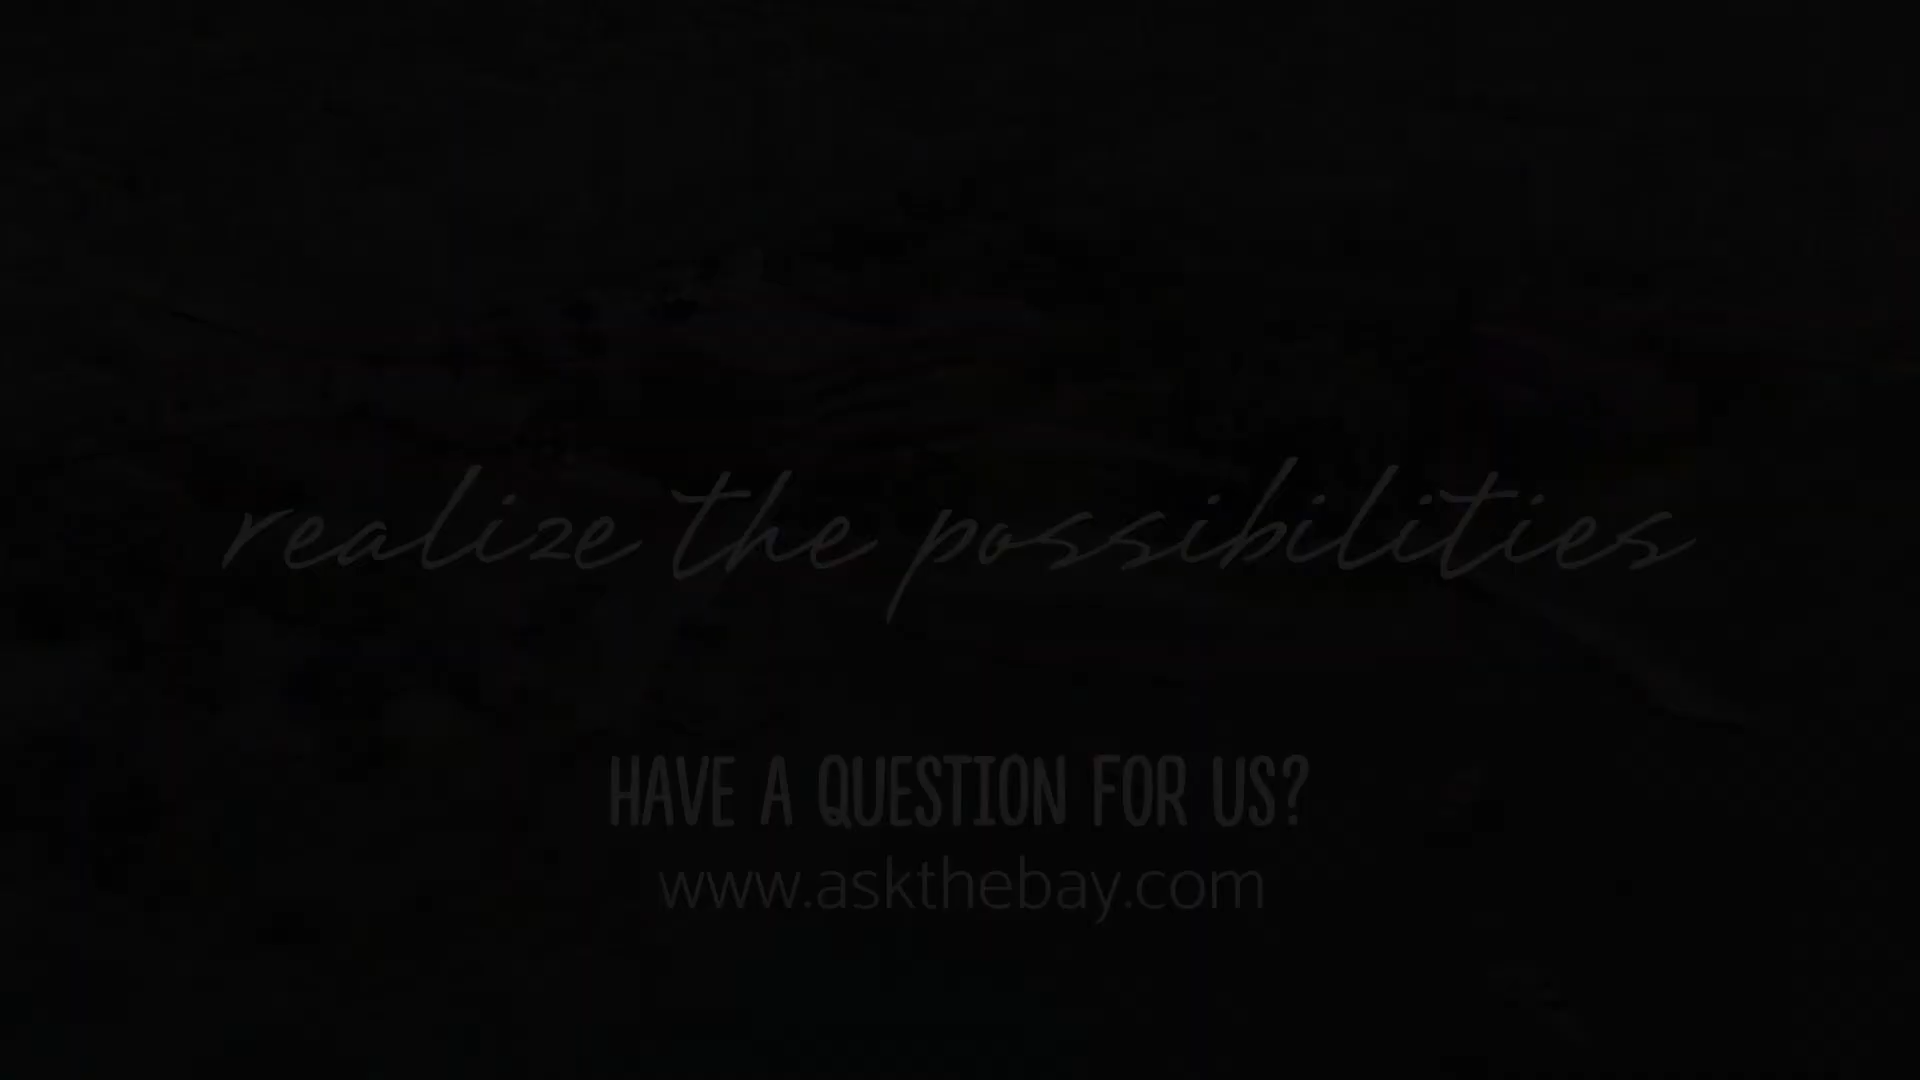 realize the possibilities
HAVE A QUESTION FOR US?
www.askthebay.com